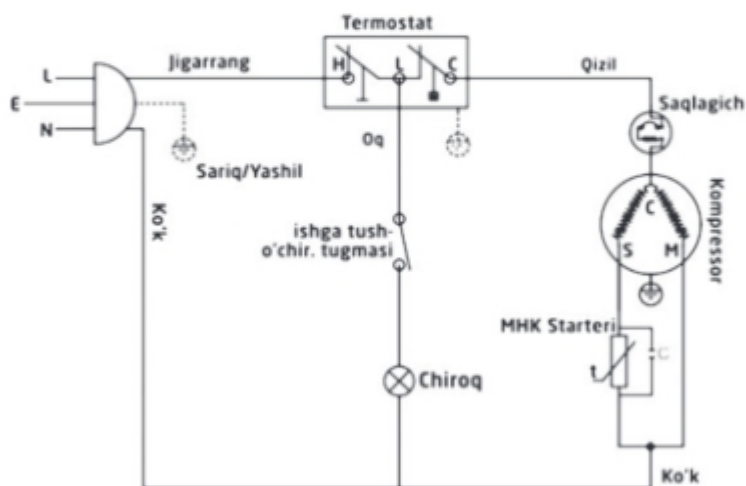 Termostat
L
Jigarrang
H
L
C
Qizil
E
N
Saqlagich
Sariq/Yashil
Oq
Ko'k
ishga tush-
o'chir. tugmasi
C
S
M
Kompressor
MHK Starteri
t
C
Chiroq
Ko'k